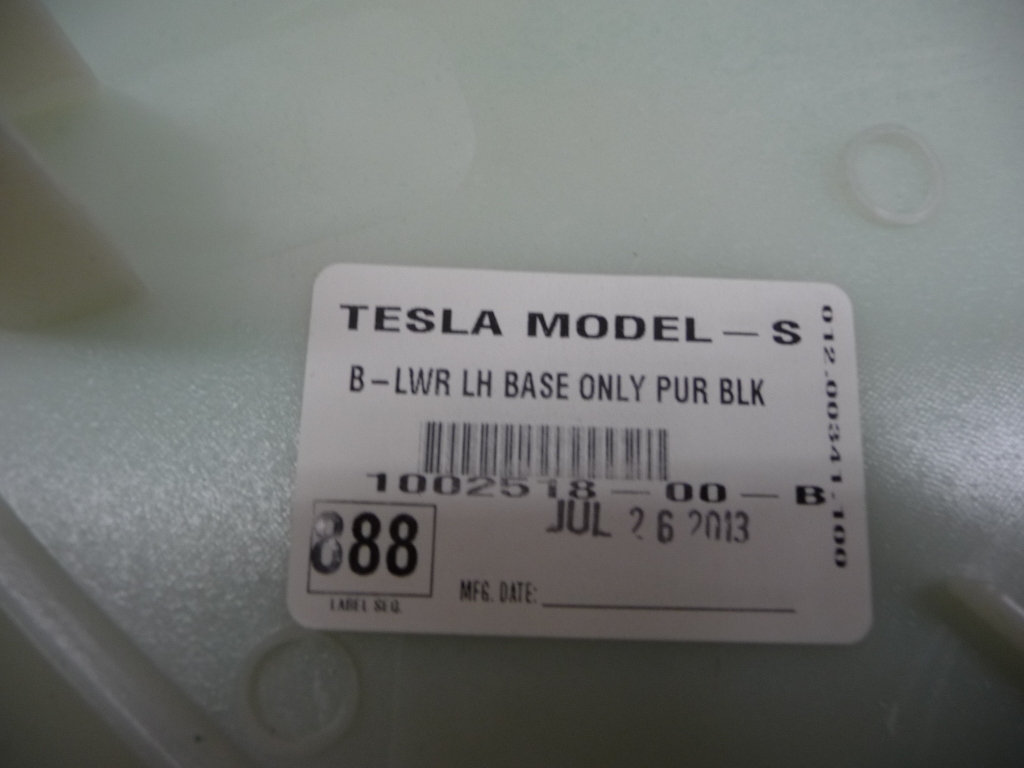 TESLA MODEL - S
B-LWR LH BASE ONLY PUR BLK
1002518 - 00 - B
JUL 26 2013
888
LABEL SEQ.
MFG. DATE:
012.00341.100